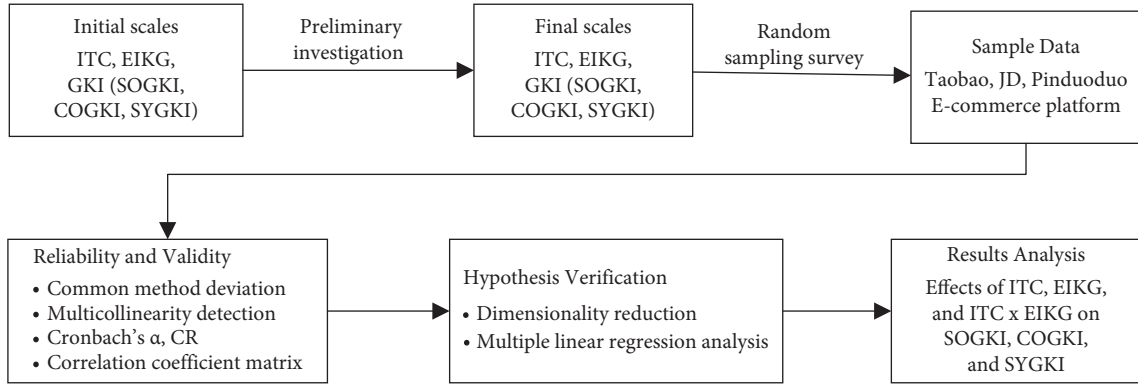 Initial scales
ITC, EIKG,
GKI (SOGKI,
COGKI, SYGKI)
Preliminary
investigation
Final scales
ITC, EIKG,
GKI (SOGKI,
COGKI, SYGKI)
Random
sampling survey
Sample Data
Taobao, JD, Pinduoduo
E-commerce platform
Reliability and Validity
• Common method deviation
• Multicollinearity detection
• Cronbach's α, CR
• Correlation coefficient matrix
Hypothesis Verification
• Dimensionality reduction
• Multiple linear regression analysis
Results Analysis
Effects of ITC, EIKG,
and ITC x EIKG on
SOGKI, COGKI,
and SYGKI